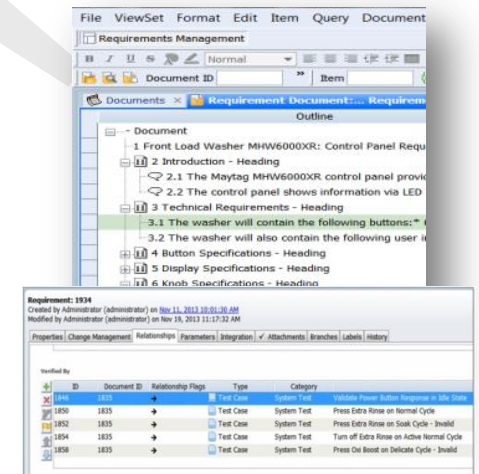 File ViewSet Format Edit Item Query Document
Requirements Management
B I U S Normal
Document ID » Item
Documents × Requirement Document:... Requirem
Outline
- Document
1 Front Load Washer MHW6000XR: Control Panel Requ
2 Introduction - Heading
2.1 The Maytag MHW6000XR control panel provid
2.2 The control panel shows information via LED
3 Technical Requirements - Heading
3.1 The washer will contain the following buttons:*
3.2 The washer will also contain the following user i
4 Button Specifications - Heading
5 Display Specifications - Heading
6 Knob Specifications - Heading
Requirement: 1934
Created by Administrator (administrator) on Nov 11, 2013 10:01:30 AM
Modified by Administrator (administrator) on Nov 19, 2013 11:17:32 AM
Properties Change Management Relationships Parameters Integration ✓ Attachments Branches Labels History
Verified By
ID Document ID Relationship Flags Type Category
1846 1835 → Test Case System Test Validate Power Button Response in Idle State
1850 1835 → Test Case System Test Press Extra Rinse on Normal Cycle
1852 1835 → Test Case System Test Press Extra Rinse on Soak Cycle - Invalid
1854 1835 → Test Case System Test Turn off Extra Rinse on Active Normal Cycle
1858 1835 → Test Case System Test Press Oxi Boost on Delicate Cycle - Invalid